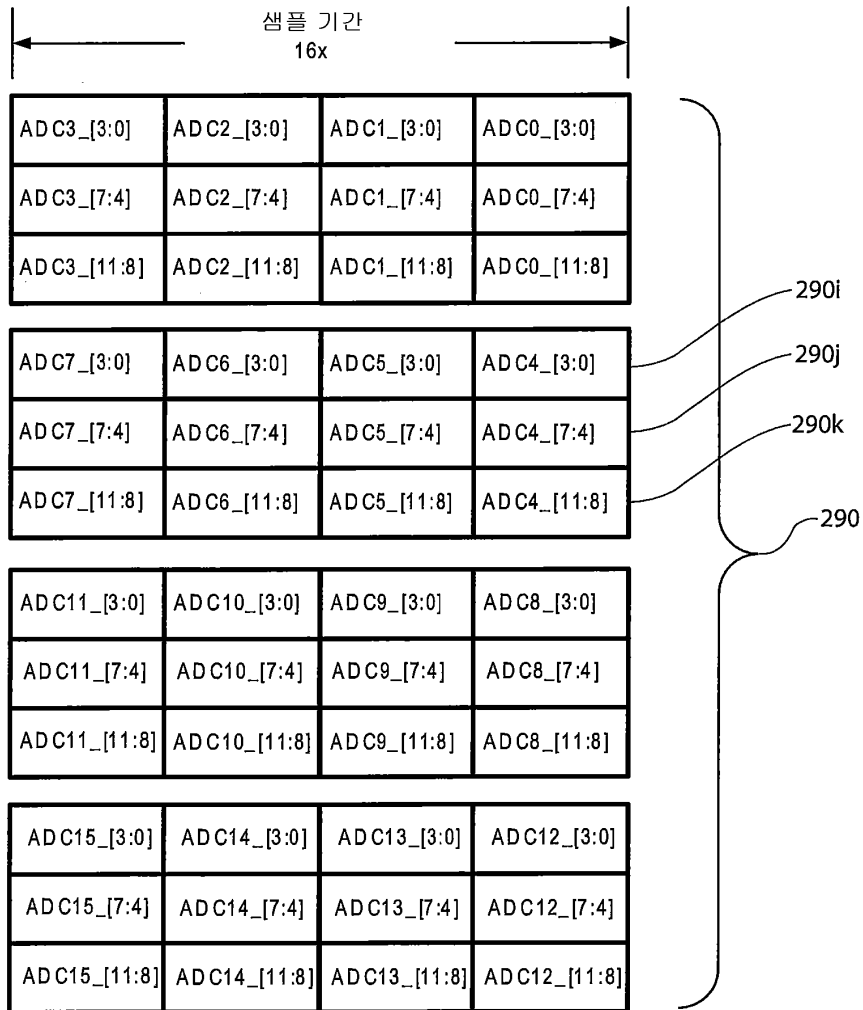 샘플 기간
16x
ADC3_[3:0] ADC2_[3:0] ADC1_[3:0] ADC0_[3:0]
ADC3_[7:4] ADC2_[7:4] ADC1_[7:4] ADC0_[7:4]
ADC3_[11:8] ADC2_[11:8] ADC1_[11:8] ADC0_[11:8]
290i
ADC7_[3:0] ADC6_[3:0] ADC5_[3:0] ADC4_[3:0]
290j
ADC7_[7:4] ADC6_[7:4] ADC5_[7:4] ADC4_[7:4]
290k
ADC7_[11:8] ADC6_[11:8] ADC5_[11:8] ADC4_[11:8]
290
ADC11_[3:0] ADC10_[3:0] ADC9_[3:0] ADC8_[3:0]
ADC11_[7:4] ADC10_[7:4] ADC9_[7:4] ADC8_[7:4]
ADC11_[11:8] ADC10_[11:8] ADC9_[11:8] ADC8_[11:8]
ADC15_[3:0] ADC14_[3:0] ADC13_[3:0] ADC12_[3:0]
ADC15_[7:4] ADC14_[7:4] ADC13_[7:4] ADC12_[7:4]
ADC15_[11:8] ADC14_[11:8] ADC13_[11:8] ADC12_[11:8]